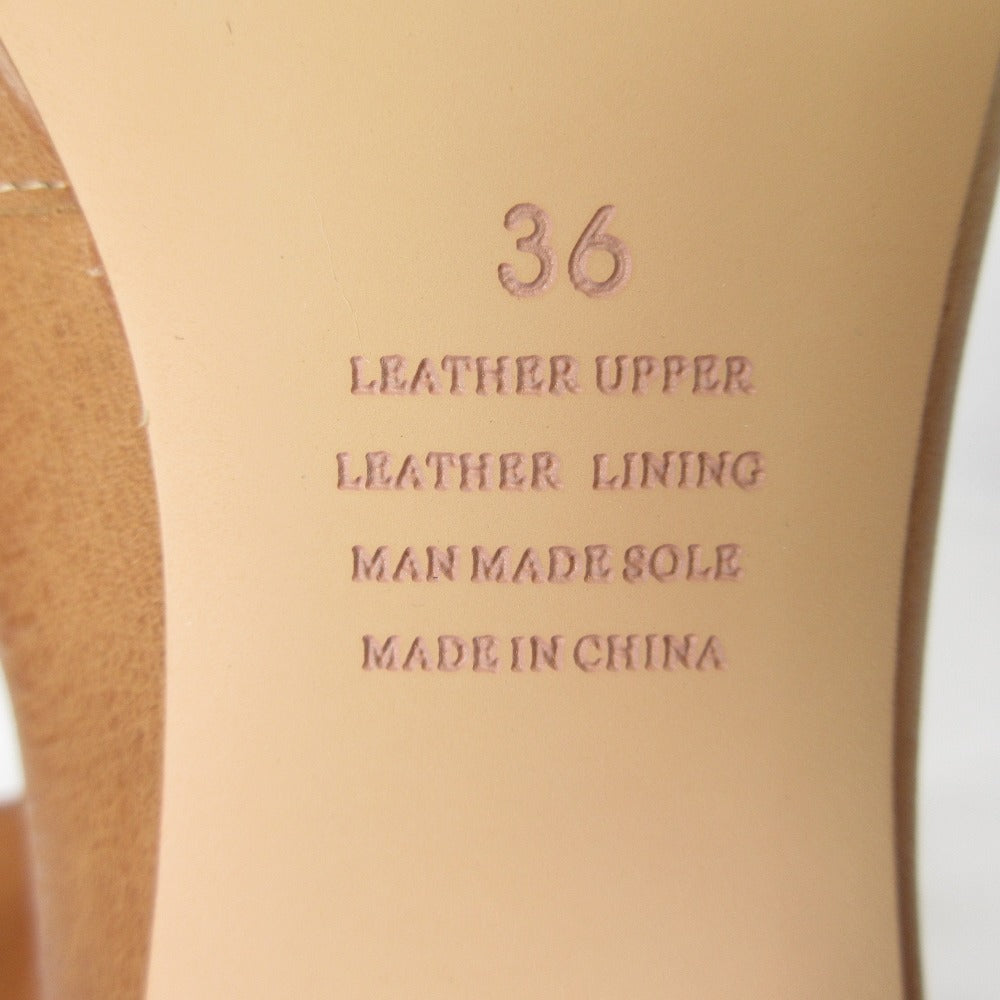 36
LEATHER UPPER
LEATHER LINING
MAN MADE SOLE
MADE IN CHINA